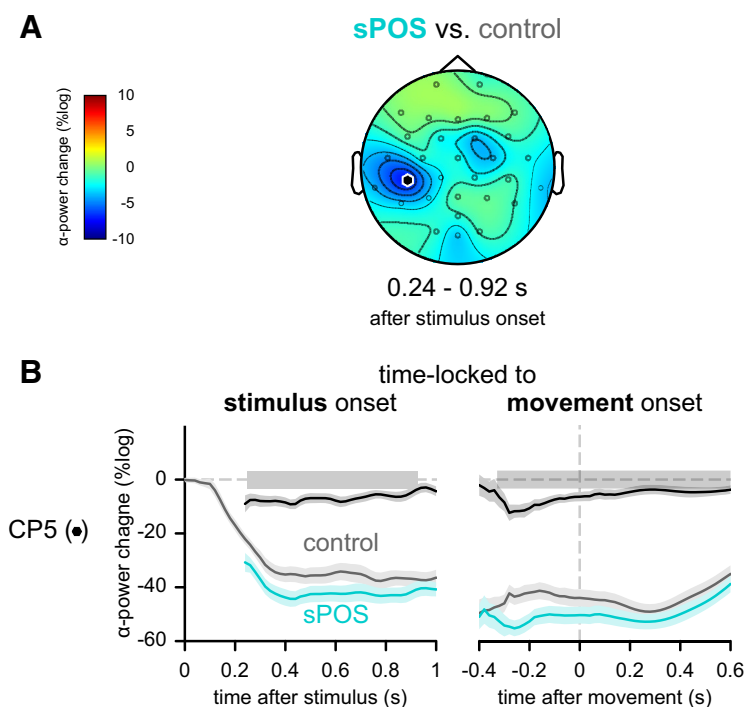 A
sPOS vs. control
α-power change (%log)
10
5
0
-5
-10
0.24 - 0.92 s
after stimulus onset
B
time-locked to
stimulus onset
movement onset
CP5 ( )
α-power chagne (%log)
0
-20
-40
-60
control
sPOS
0 0.2 0.4 0.6 0.8 1
time after stimulus (s)
-0.4 -0.2 0 0.2 0.4 0.6
time after movement (s)